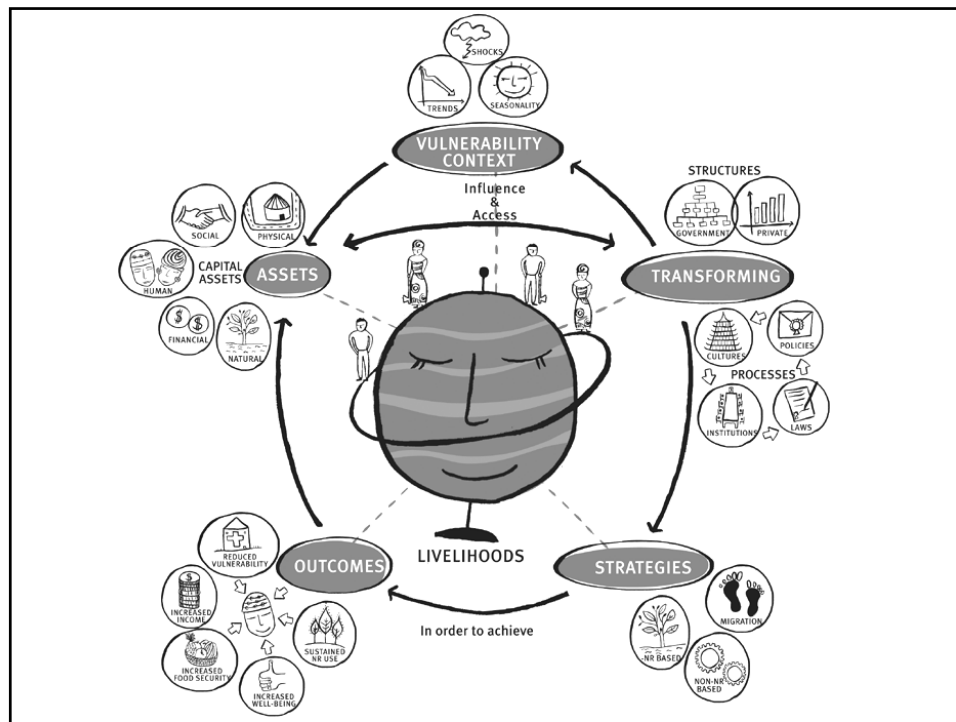 SHOCKS
TRENDS
SEASONALITY
VULNERABILITY
CONTEXT
Influence
&
Access
STRUCTURES
GOVERNMENT
PRIVATE
SOCIAL
PHYSICAL
HUMAN
CAPITAL
ASSETS
ASSETS
FINANCIAL
NATURAL
TRANSFORMING
CULTURES
POLICIES
PROCESSES
INSTITUTIONS
LAWS
LIVELIHOODS
OUTCOMES
REDUCED
VULNERABILITY
$
INCREASED
INCOME
INCREASED
FOOD SECURITY
INCREASED
WELL-BEING
SUSTAINED
NR USE
In order to achieve
STRATEGIES
MIGRATION
-NR BASED
NON-NR
BASED
$
$